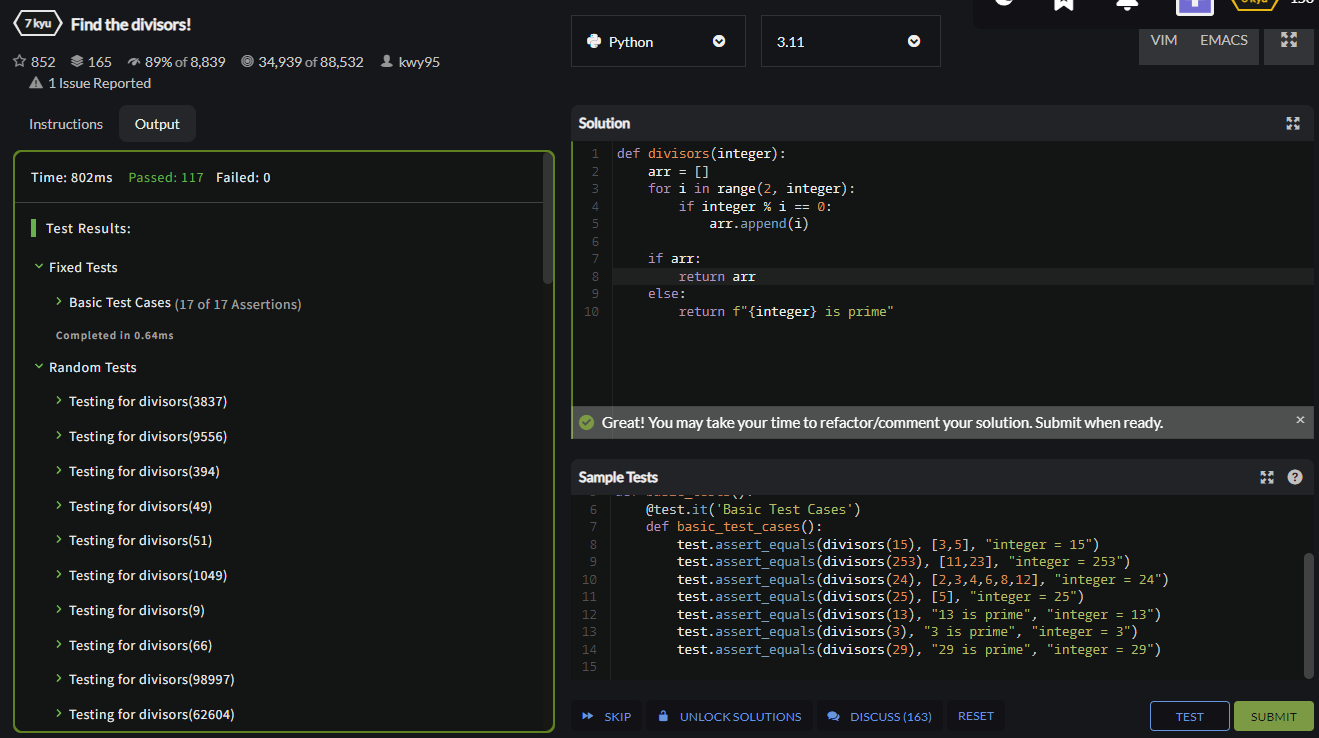 7 kyu Find the divisors!
852 165 89% of 8,839 34,939 of 88,532 kwy95
1 Issue Reported
Instructions Output
Time: 802ms Passed: 117 Failed: 0
Test Results:
Fixed Tests
Basic Test Cases (17 of 17 Assertions)
Completed in 0.64ms
Random Tests
Testing for divisors(3837)
Testing for divisors(9556)
Testing for divisors(394)
Testing for divisors(49)
Testing for divisors(51)
Testing for divisors(1049)
Testing for divisors(9)
Testing for divisors(66)
Testing for divisors(98997)
Testing for divisors(62604)
Python 3.11
VIM EMACS
Solution
1 def divisors(integer):
2 arr = []
3 for i in range(2, integer):
4 if integer % i == 0:
5 arr.append(i)
6
7 if arr:
8 return arr
9 else:
10 return f"{integer} is prime"
Great! You may take your time to refactor/comment your solution. Submit when ready.
Sample Tests
6 @test.it('Basic Test Cases')
7 def basic_test_cases():
8 test.assert_equals(divisors(15), [3,5], "integer = 15")
9 test.assert_equals(divisors(253), [11,23], "integer = 253")
10 test.assert_equals(divisors(24), [2,3,4,6,8,12], "integer = 24")
11 test.assert_equals(divisors(25), [5], "integer = 25")
12 test.assert_equals(divisors(13), "13 is prime", "integer = 13")
13 test.assert_equals(divisors(3), "3 is prime", "integer = 3")
14 test.assert_equals(divisors(29), "29 is prime", "integer = 29")
15
SKIP UNLOCK SOLUTIONS DISCUSS (163) RESET TEST SUBMIT